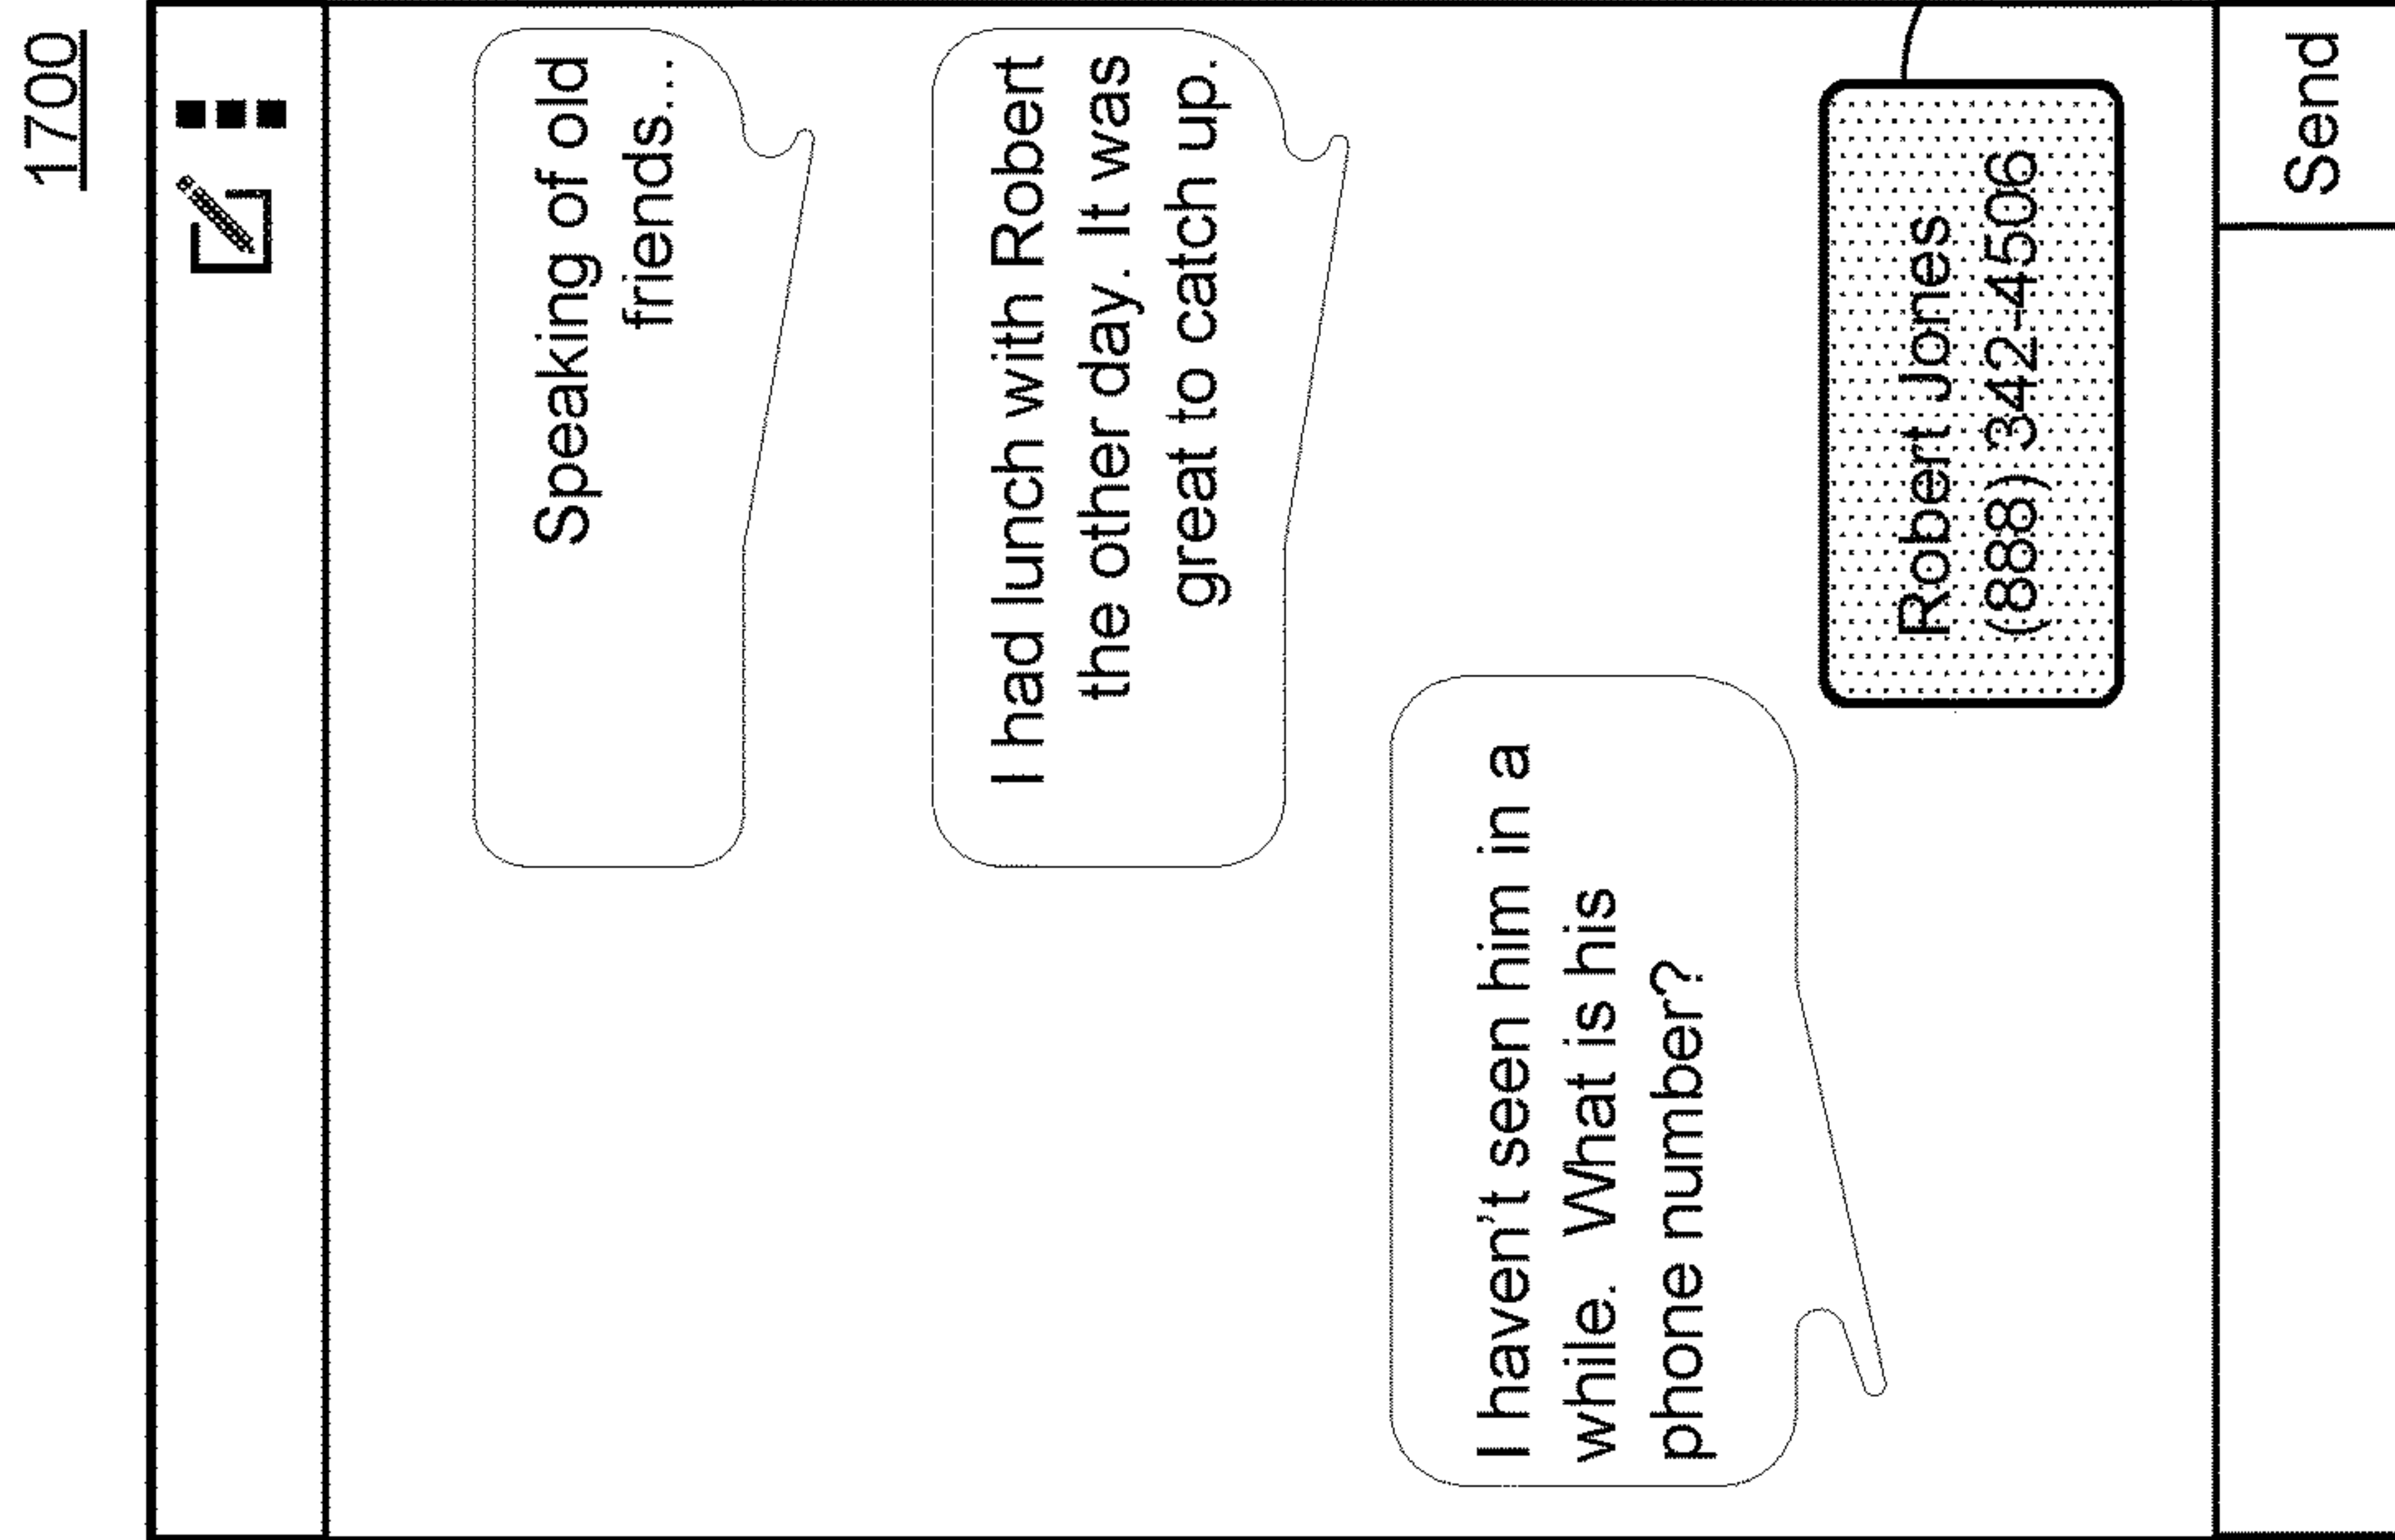 1700
Speaking of old
friends...
I had lunch with Robert
the other day. It was
great to catch up.
I haven't seen him in a
while.  What is his
phone number?
Robert Jones
(888) 342-4506
Send